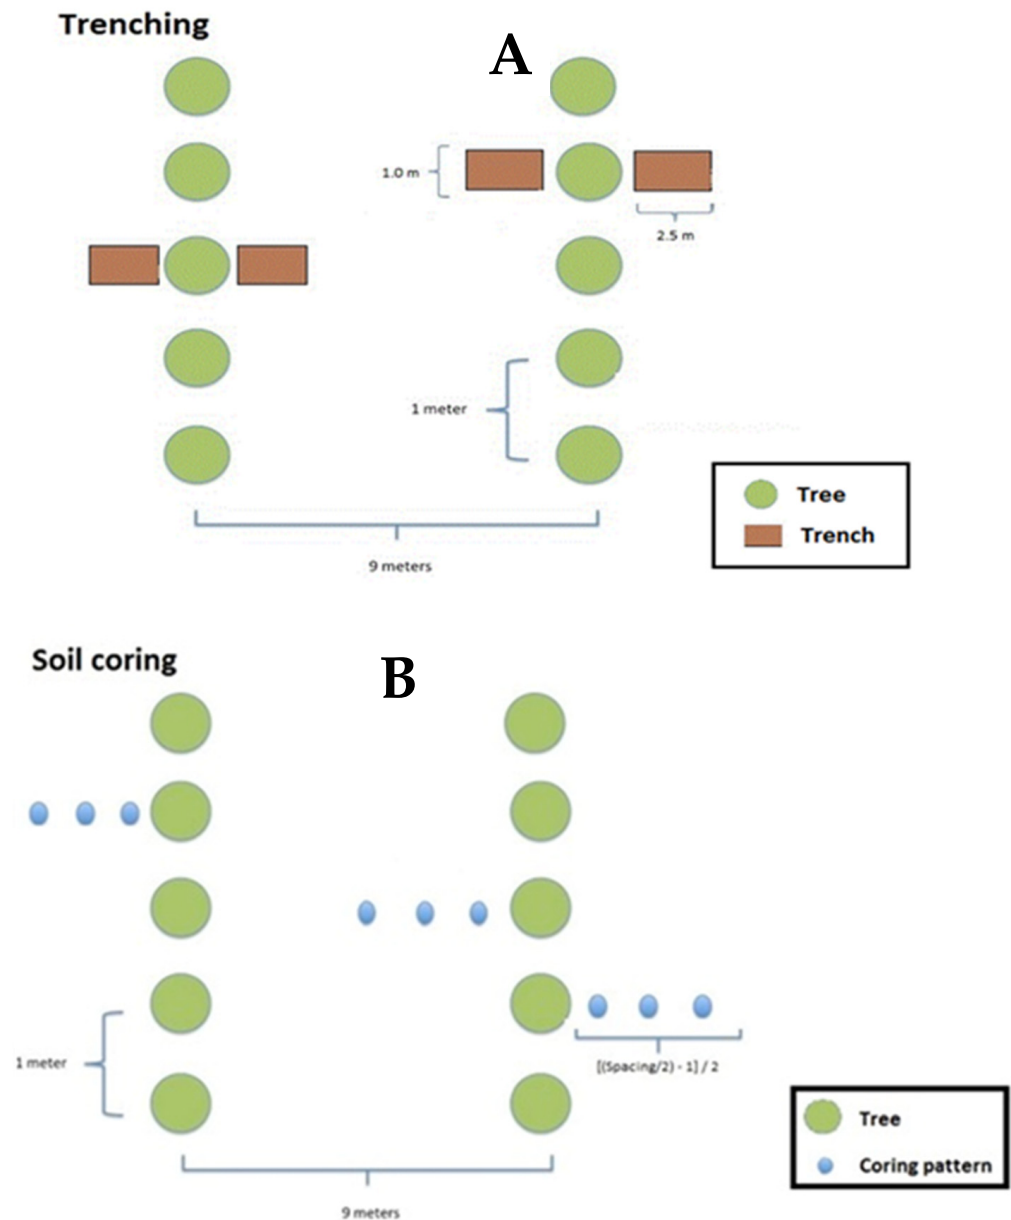 Trenching
A
1.0 m
2.5 m
1 meter
9 meters
Tree
Trench
Soil coring
B
1 meter
[(Spacing/2) - 1] / 2
9 meters
Tree
Coring pattern